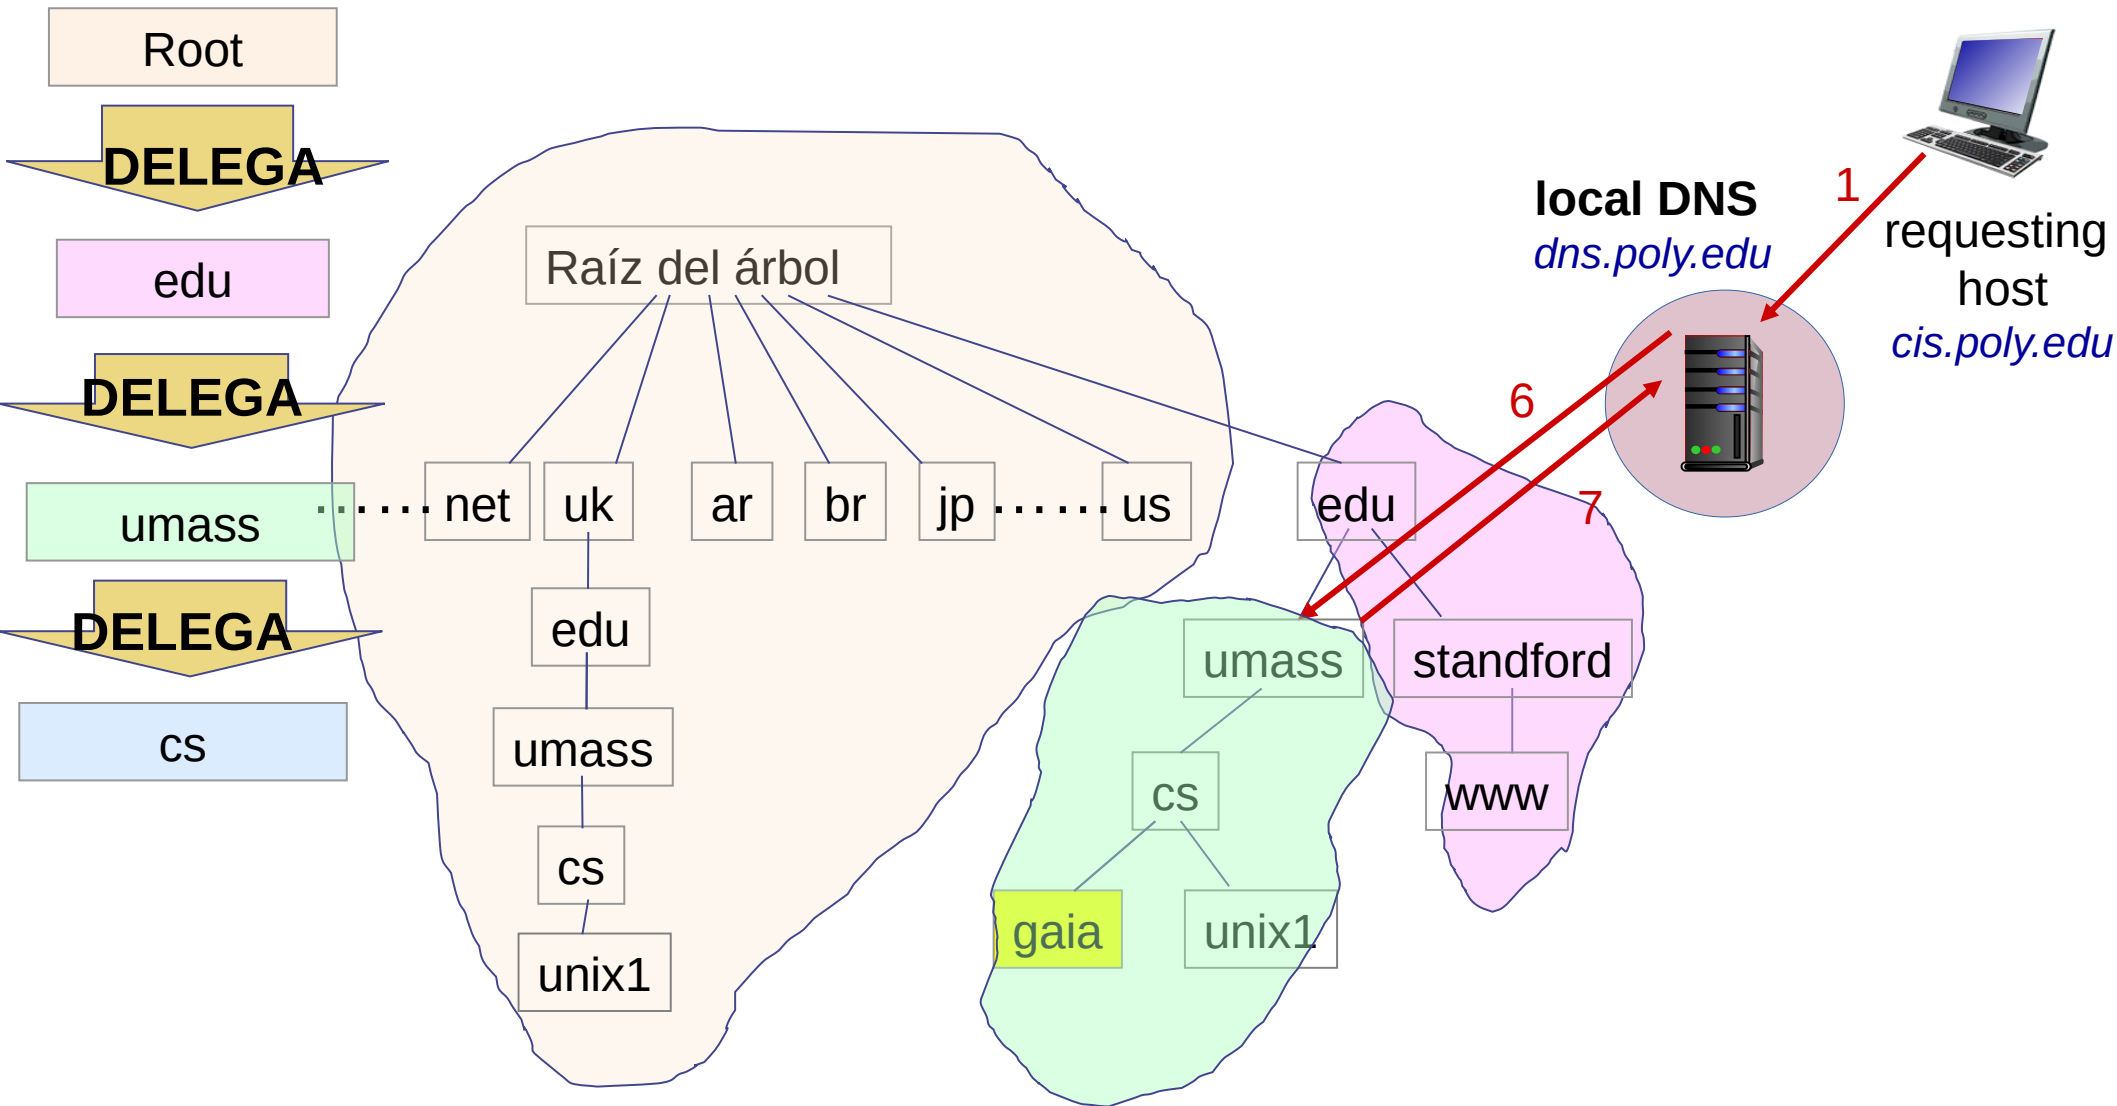 Root
DELEGA
edu
DELEGA
umass
DELEGA
cs
Raíz del árbol
...... net uk ar br jp ...... us edu
edu
umass
cs
unix1
umass standford
cs www
gaia unix1
local DNS
dns.poly.edu
1
requesting
host
cis.poly.edu
6
7